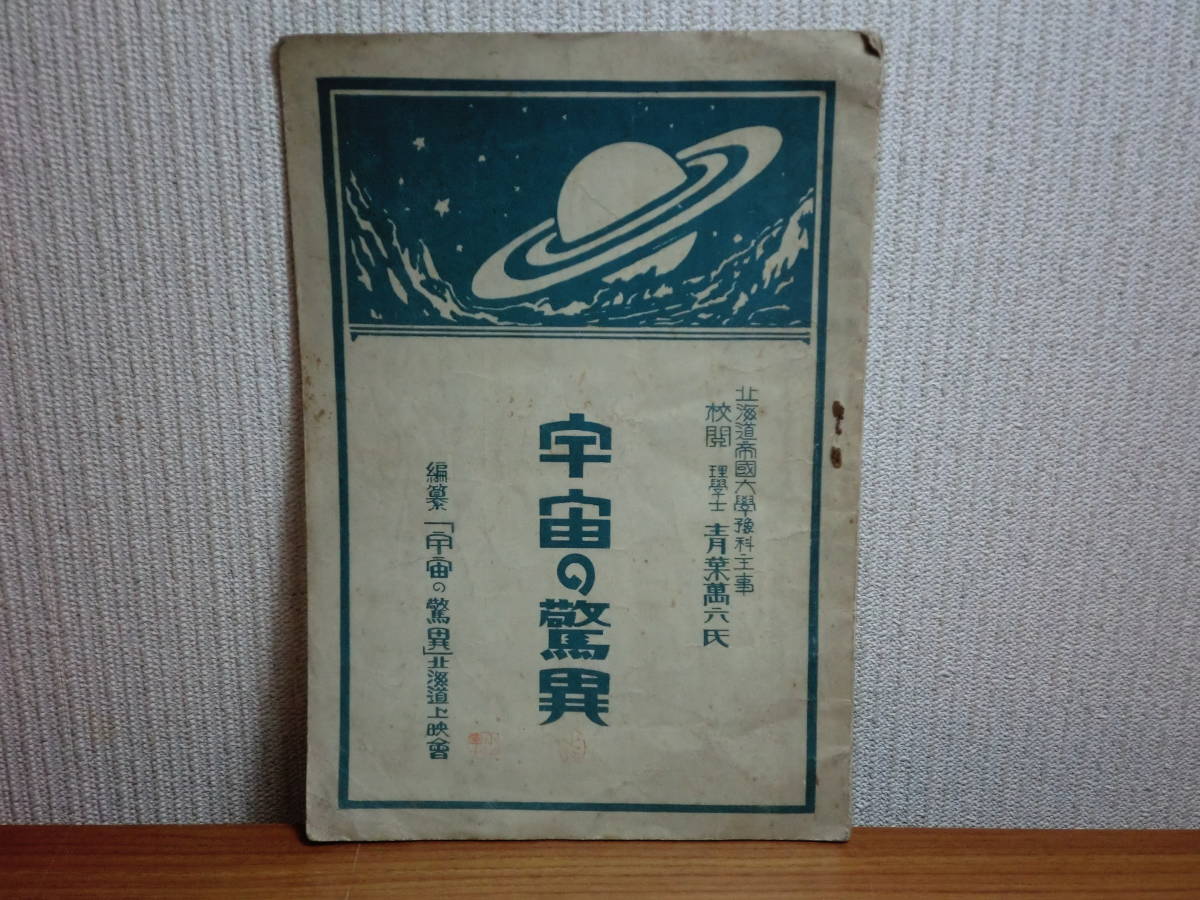 北海道帝國大學豫科主事
校閲 理學士 青葉萬六氏
宇宙の驚異
編纂「宇宙の驚異」北海道上映會